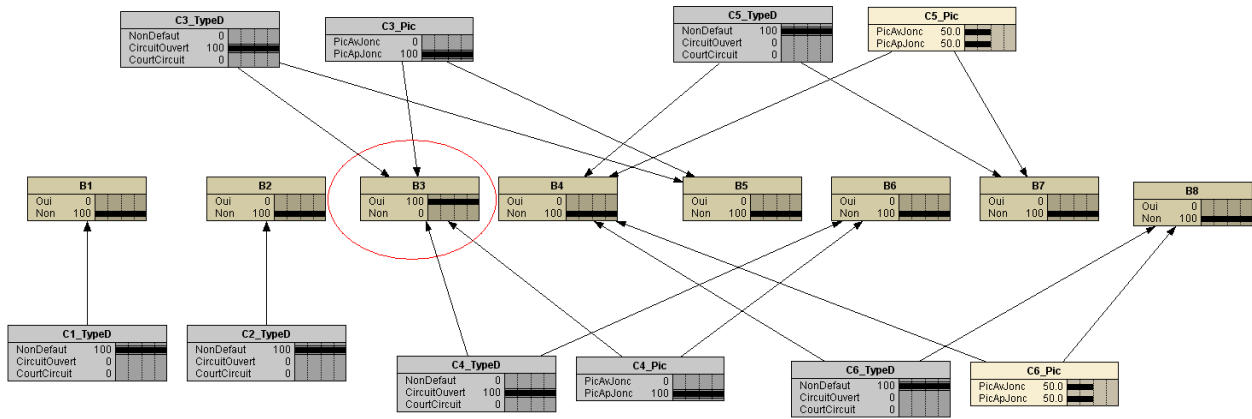 C3_TypeD
NonDefaut 0
CircuitOuvert 100
CourtCircuit 0
C3_Pic
PicAvJonc 0
PicApJonc 100
C5_TypeD
NonDefaut 100
CircuitOuvert 0
CourtCircuit 0
C5_Pic
PicAvJonc 50.0
PicApJonc 50.0
B1
Oui 0
Non 100
B2
Oui 0
Non 100
B3
Oui 100
Non 0
B4
Oui 0
Non 100
B5
Oui 0
Non 100
B6
Oui 0
Non 100
B7
Oui 0
Non 100
B8
Oui 0
Non 100
C1_TypeD
NonDefaut 100
CircuitOuvert 0
CourtCircuit 0
C2_TypeD
NonDefaut 100
CircuitOuvert 0
CourtCircuit 0
C4_TypeD
NonDefaut 0
CircuitOuvert 100
CourtCircuit 0
C4_Pic
PicAvJonc 0
PicApJonc 100
C6_TypeD
NonDefaut 100
CircuitOuvert 0
CourtCircuit 0
C6_Pic
PicAvJonc 50.0
PicApJonc 50.0